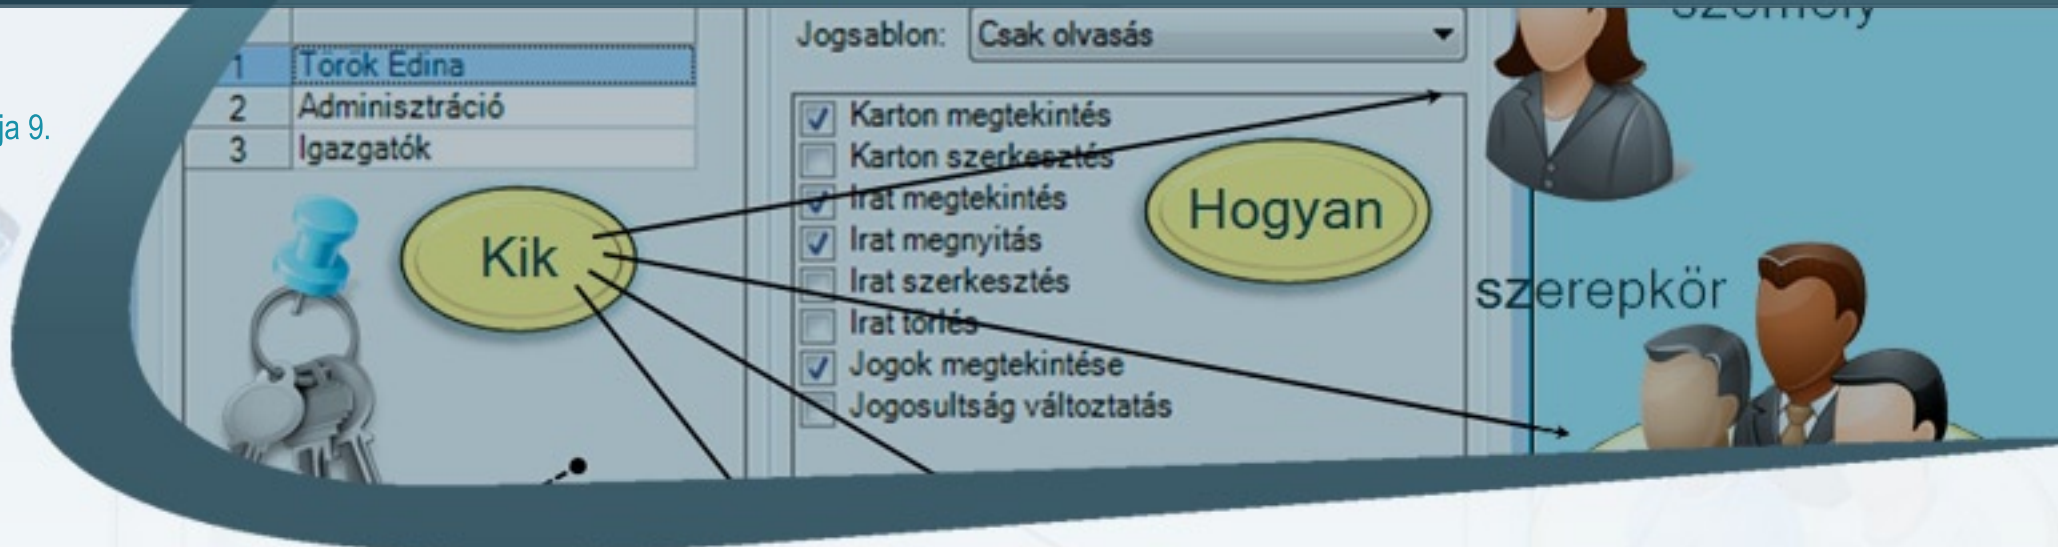 ja 9.
1 Török Edina
2 Adminisztráció
3 Igazgatók
Kik
Jogsablon: Csak olvasás
Karton megtekintés
Karton szerkesztés
Irat megtekintés
Irat megnyitás
Irat szerkesztés
Irat törlés
Jogok megtekintése
Jogosultság változtatás
Hogyan
személy
szerepkör